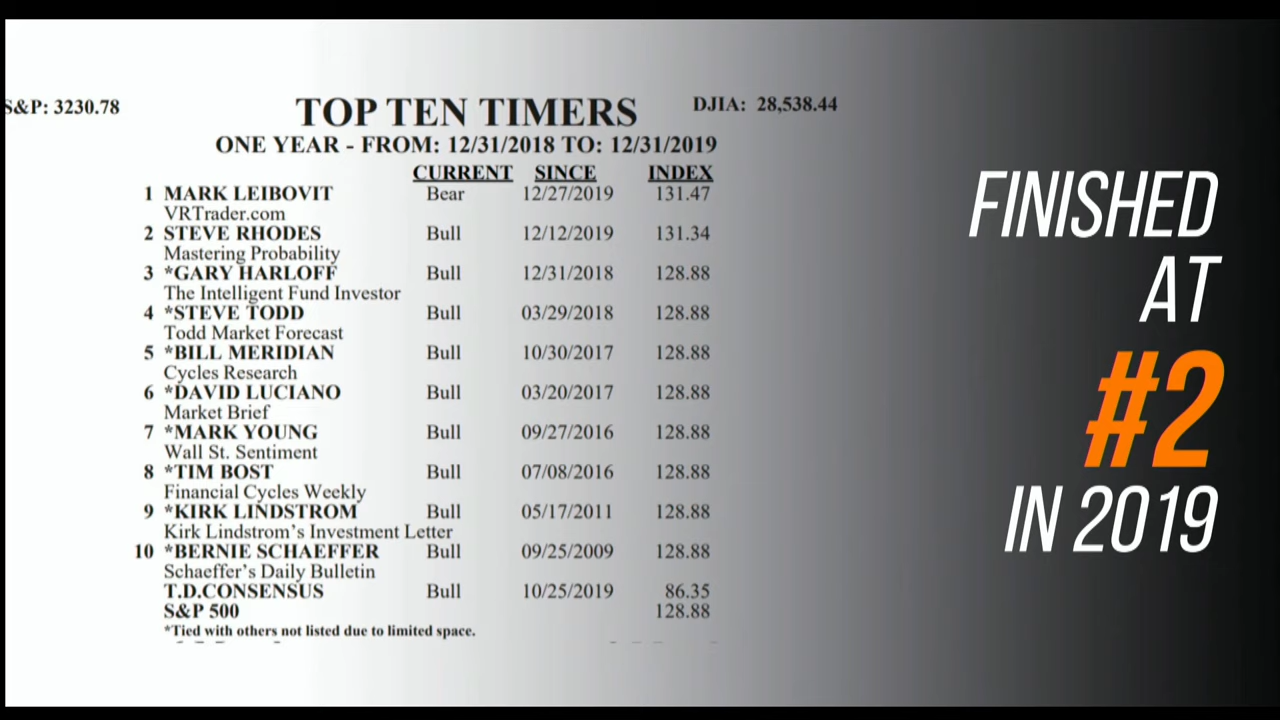 S&P: 3230.78
TOP TEN TIMERS
DJIA: 28,538.44
ONE YEAR - FROM: 12/31/2018 TO: 12/31/2019
CURRENT SINCE INDEX
1 MARK LEIBOVIT Bear 12/27/2019 131.47
VRTrader.com
2 STEVE RHODES Bull 12/12/2019 131.34
Mastering Probability
3 *GARY HARLOFF Bull 12/31/2018 128.88
The Intelligent Fund Investor
4 *STEVE TODD Bull 03/29/2018 128.88
Todd Market Forecast
5 *BILL MERIDIAN Bull 10/30/2017 128.88
Cycles Research
6 *DAVID LUCIANO Bull 03/20/2017 128.88
Market Brief
7 *MARK YOUNG Bull 09/27/2016 128.88
Wall St. Sentiment
8 *TIM BOST Bull 07/08/2016 128.88
Financial Cycles Weekly
9 *KIRK LINDSTROM Bull 05/17/2011 128.88
Kirk Lindstrom's Investment Letter
10 *BERNIE SCHAEFFER Bull 09/25/2009 128.88
Schaeffer's Daily Bulletin
T.D.CONSENSUS Bull 10/25/2019 86.35
S&P 500 128.88
*Tied with others not listed due to limited space.
FINISHED
AT
#2
IN 2019